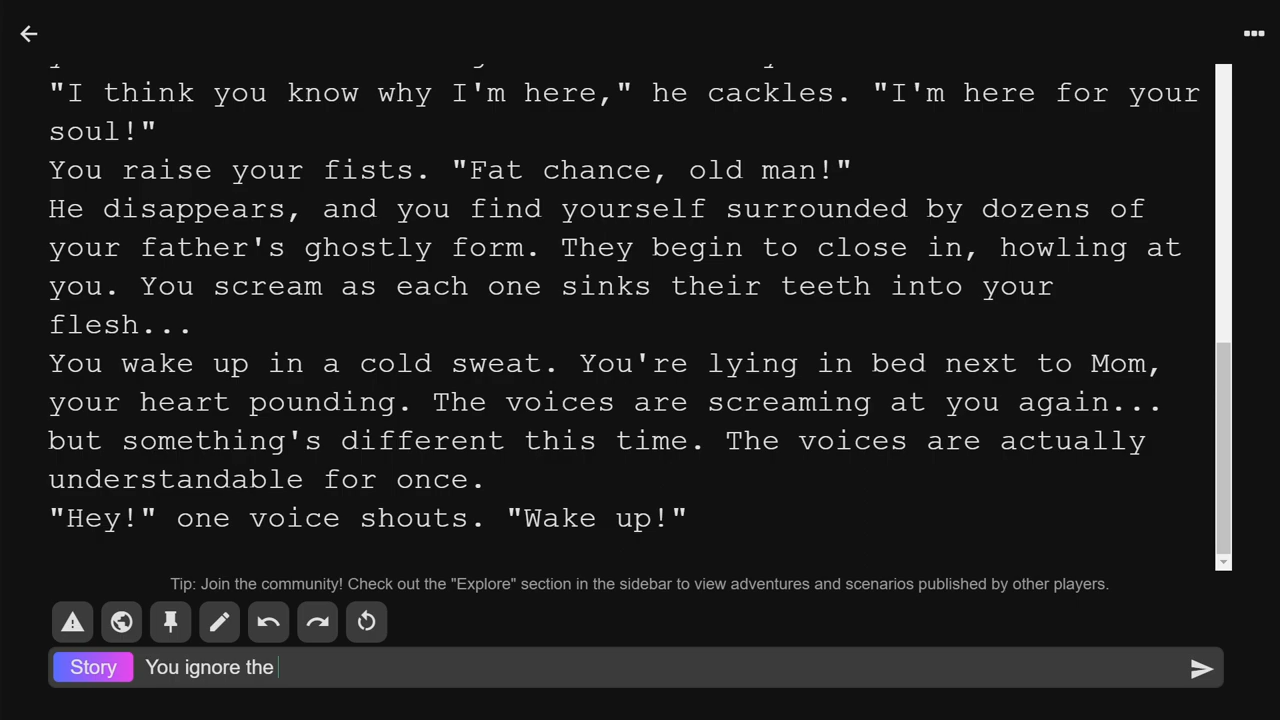 "I think you know why I'm here," he cackles. "I'm here for your
soul!"
You raise your fists. "Fat chance, old man!"
He disappears, and you find yourself surrounded by dozens of
your father's ghostly form. They begin to close in, howling at
you. You scream as each one sinks their teeth into your
flesh...
You wake up in a cold sweat. You're lying in bed next to Mom,
your heart pounding. The voices are screaming at you again...
but something's different this time. The voices are actually
understandable for once.
"Hey!" one voice shouts. "Wake up!"
Tip: Join the community! Check out the "Explore" section in the sidebar to view adventures and scenarios published by other players.
Story You ignore the